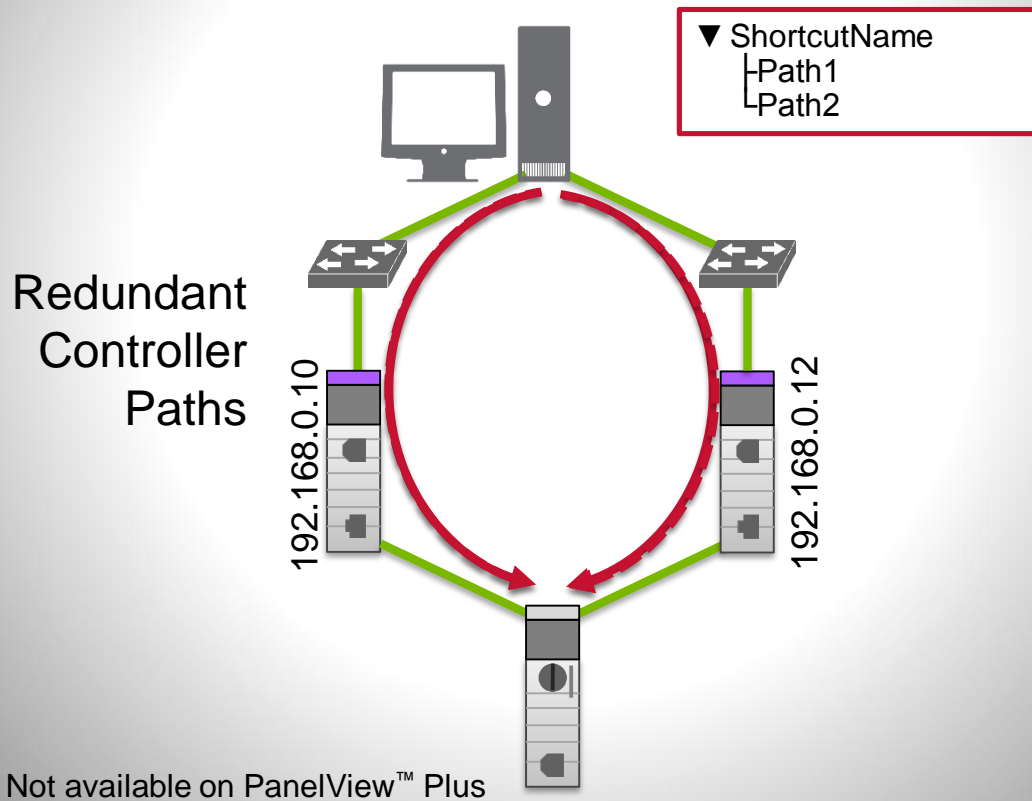 ▼ ShortcutName
├Path1
└Path2
Redundant
Controller
Paths
192.168.0.10
192.168.0.12
Not available on PanelView™ Plus